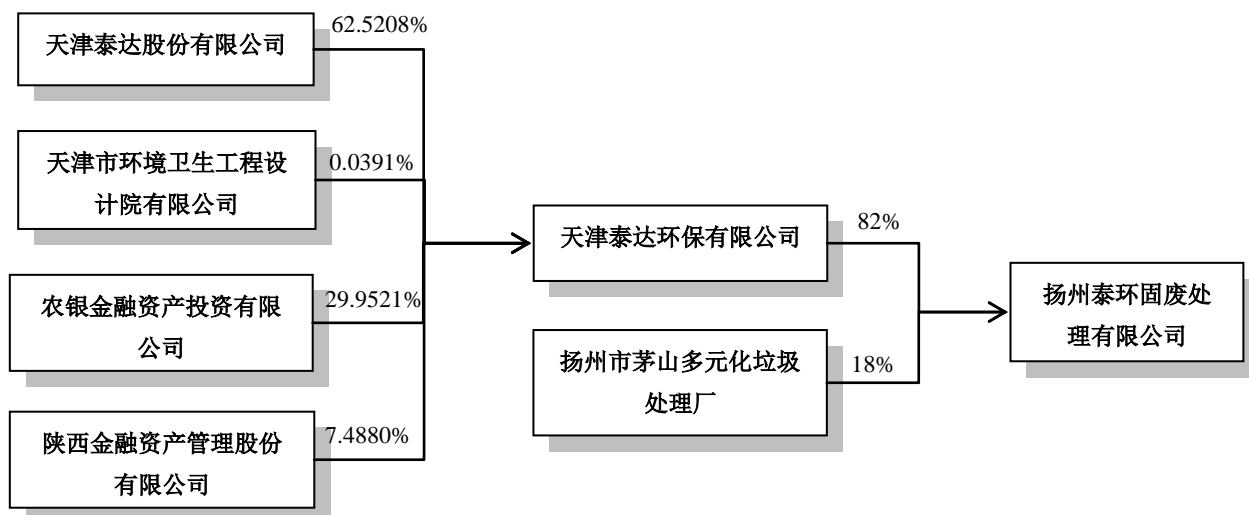 天津泰达股份有限公司
62.5208%
天津市环境卫生工程设
计院有限公司
0.0391%
农银金融资产投资有限
公司
29.9521%
陕西金融资产管理股份
有限公司
7.4880%
天津泰达环保有限公司
82%
扬州市茅山多元化垃圾
处理厂
18%
扬州泰环固废处
理有限公司